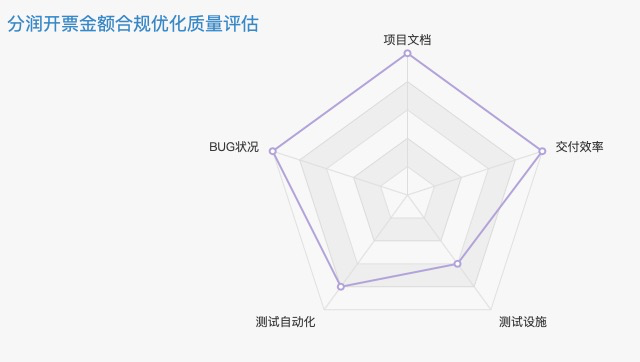 分润开票金额合规优化质量评估
项目文档
BUG状况
交付效率
测试自动化
测试设施